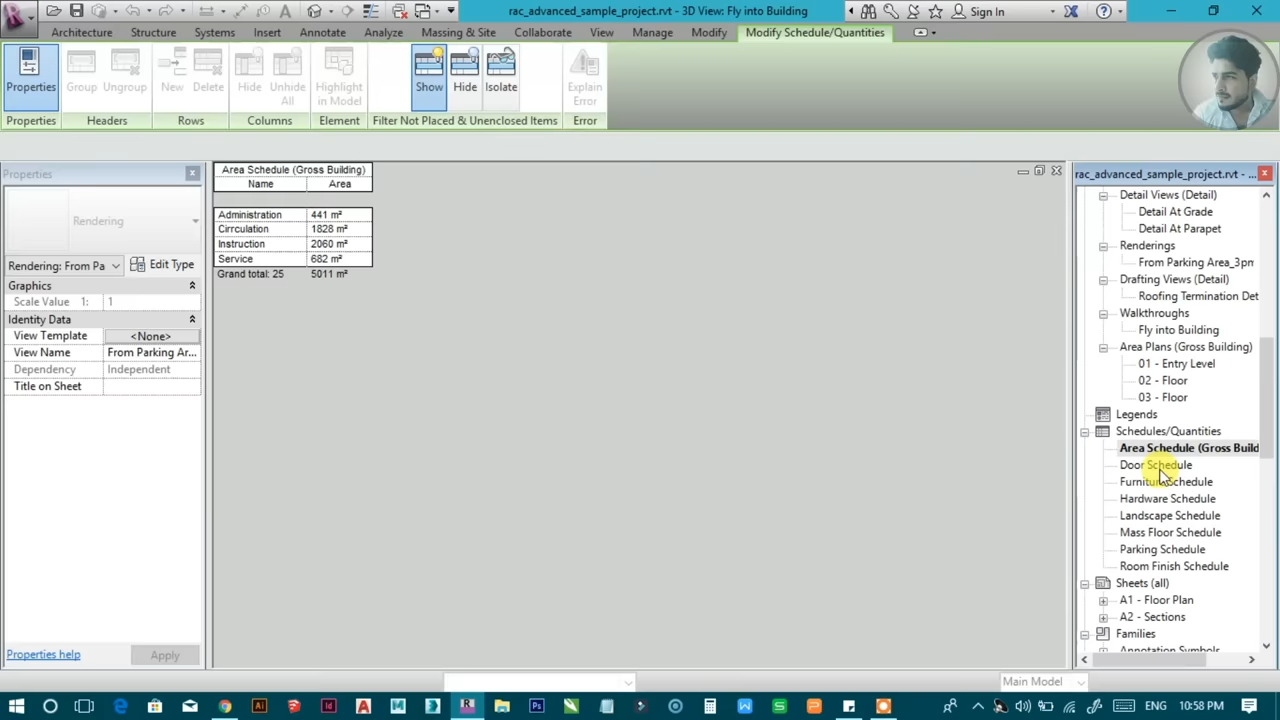 rac_advanced_sample_project.rvt - 3D View: Fly into Building
Sign In
Architecture Structure Systems Insert Annotate Analyze Massing & Site Collaborate View Manage Modify Modify Schedule/Quantities
Properties Group Ungroup New Delete Hide Unhide All Highlight in Model Show Hide Isolate Explain Error
Properties Headers Rows Columns Element Filter Not Placed & Unenclosed Items Error
Properties
Rendering
Rendering: From Pa Edit Type
Graphics
Scale Value 1: 1
Identity Data
View Template <None>
View Name From Parking Ar...
Dependency Independent
Title on Sheet
Properties help Apply
Area Schedule (Gross Building)
Name Area
Administration 441 m²
Cirrculation 1828 m²
Instruction 2060 m²
Service 682 m²
Grand total: 25 5011 m²
rac_advanced_sample_project.rvt - ...
Detail Views (Detail)
Detail At Grade
Detail At Parapet
Renderings
From Parking Area_3pm
Drafting Views (Detail)
Roofing Termination Det
Walkthroughs
Fly into Building
Area Plans (Gross Building)
01 - Entry Level
02 - Floor
03 - Floor
Legends
Schedules/Quantities
Area Schedule (Gross Build
Door Schedule
Furniture Schedule
Hardware Schedule
Landscape Schedule
Mass Floor Schedule
Parking Schedule
Room Finish Schedule
Sheets (all)
A1 - Floor Plan
A2 - Sections
Families
Annotation Symbols
Main Model
ENG 10:58 PM